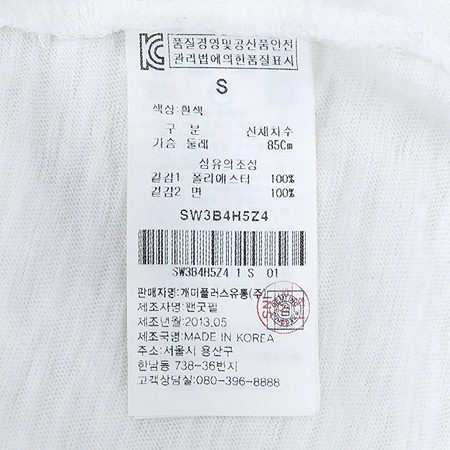 품질경영및공산품안전
관리법에의한품질표시
S
색상:흰색
구 분 신체치수
가슴 둘레 85Cm
섬유의조성
겉감1 폴리에스터 100%
겉감2 면 100%
SW3B4H5Z4
SW3B4H5Z4 1 S 01
판매자명:개미플러스유통(주)
제조자명:팬굿필
제조년월:2013.05
제조국명:MADE IN KOREA
주소:서울시 용산구
한남동 738-36번지
고객상담실:080-396-8888